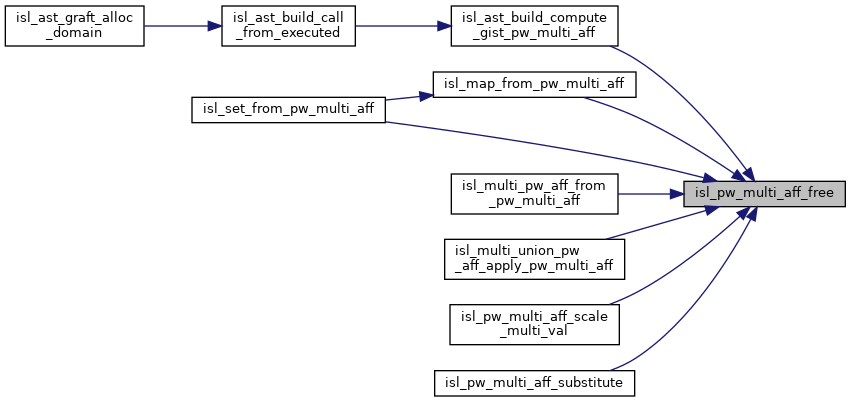 isl_ast_graft_alloc
_domain
isl_ast_build_call
_from_executed
isl_ast_build_compute
_gist_pw_multi_aff
isl_map_from_pw_multi_aff
isl_set_from_pw_multi_aff
isl_multi_pw_aff_from
_pw_multi_aff
isl_pw_multi_aff_free
isl_multi_union_pw
_aff_apply_pw_multi_aff
isl_pw_multi_aff_scale
_multi_val
isl_pw_multi_aff_substitute